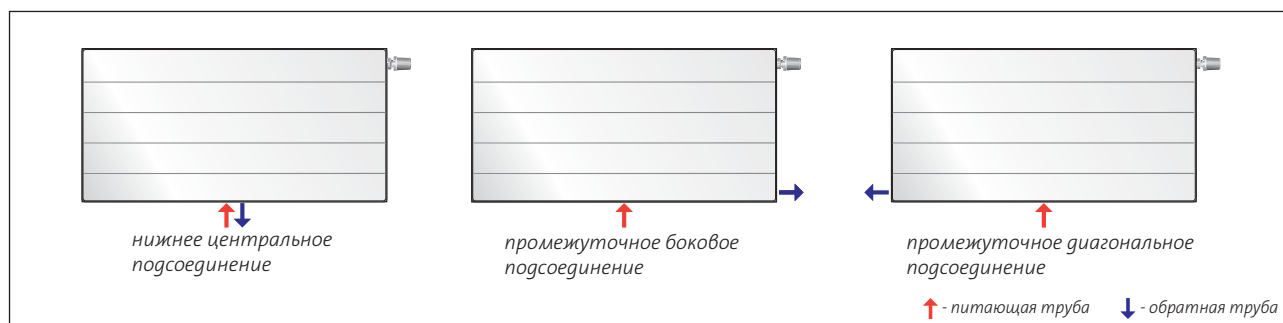 нижнее центральное
подсоединение
промежуточное боковое
подсоединение
промежуточное диагональное
подсоединение
- питающая труба
- обратная труба